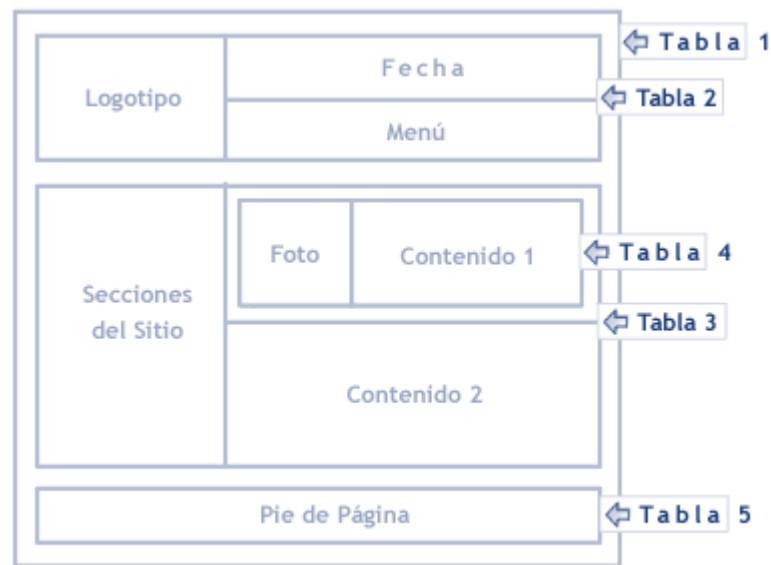 Tabla 1
Fecha
Logotipo
Tabla 2
Menú
Foto
Contenido 1
Tabla 4
Secciones
del Sitio
Tabla 3
Contenido 2
Pie de Página
Tabla 5